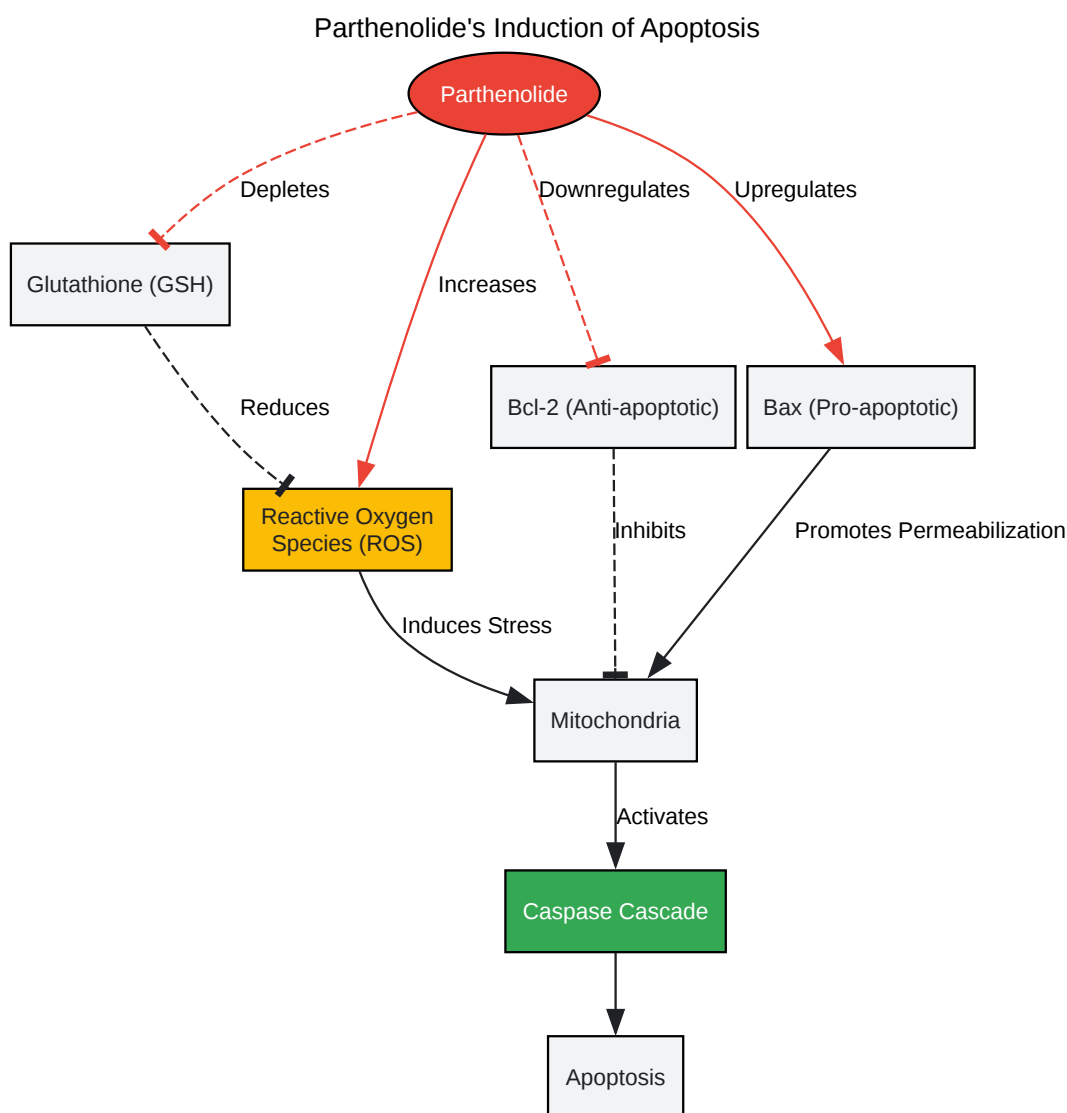 Parthenolide's Induction of Apoptosis
Parthenolide
Depletes
Downregulates
Upregulates
Glutathione (GSH)
Increases
Reduces
Bcl-2 (Anti-apoptotic)
Bax (Pro-apoptotic)
Reactive Oxygen
Species (ROS)
Inhibits
Promotes Permeabilization
Induces Stress
Mitochondria
Activates
Caspase Cascade
Apoptosis